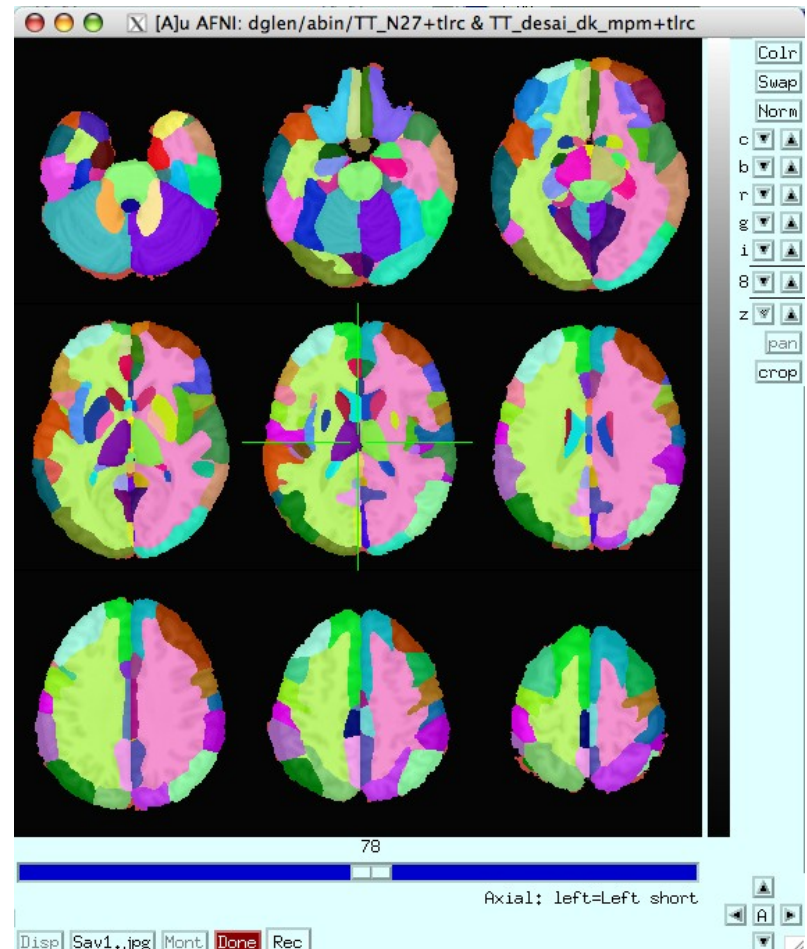 [A]u AFNI: dglen/abin/TT_N27+tlrc & TT_desai_dk_mpm+tlrc
Colr
Swap
Norm
c
b
r
g
i
8
z
pan
crop
78
Axial: left=Left short
A
Disp Sav1.jpg Mont Done Rec